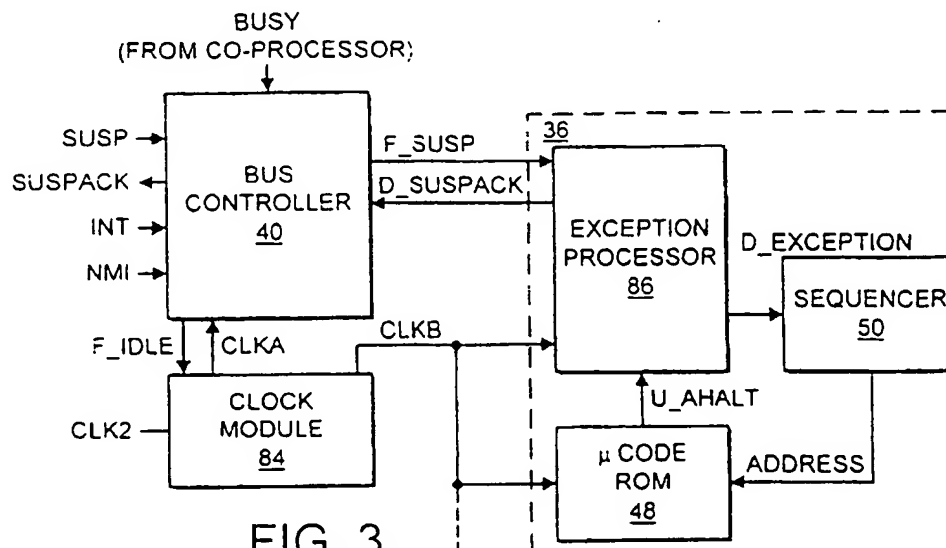 BUSY
(FROM CO-PROCESSOR)
SUSP
SUSPACK
INT
NMI
BUS
CONTROLLER
40
F_SUSP
D_SUSPACK
36
EXCEPTION
PROCESSOR
86
D_EXCEPTION
SEQUENCER
50
F_IDLE
CLKA
CLKB
CLK2
CLOCK
MODULE
84
U_AHALT
μ CODE
ROM
48
ADDRESS
FIG. 3